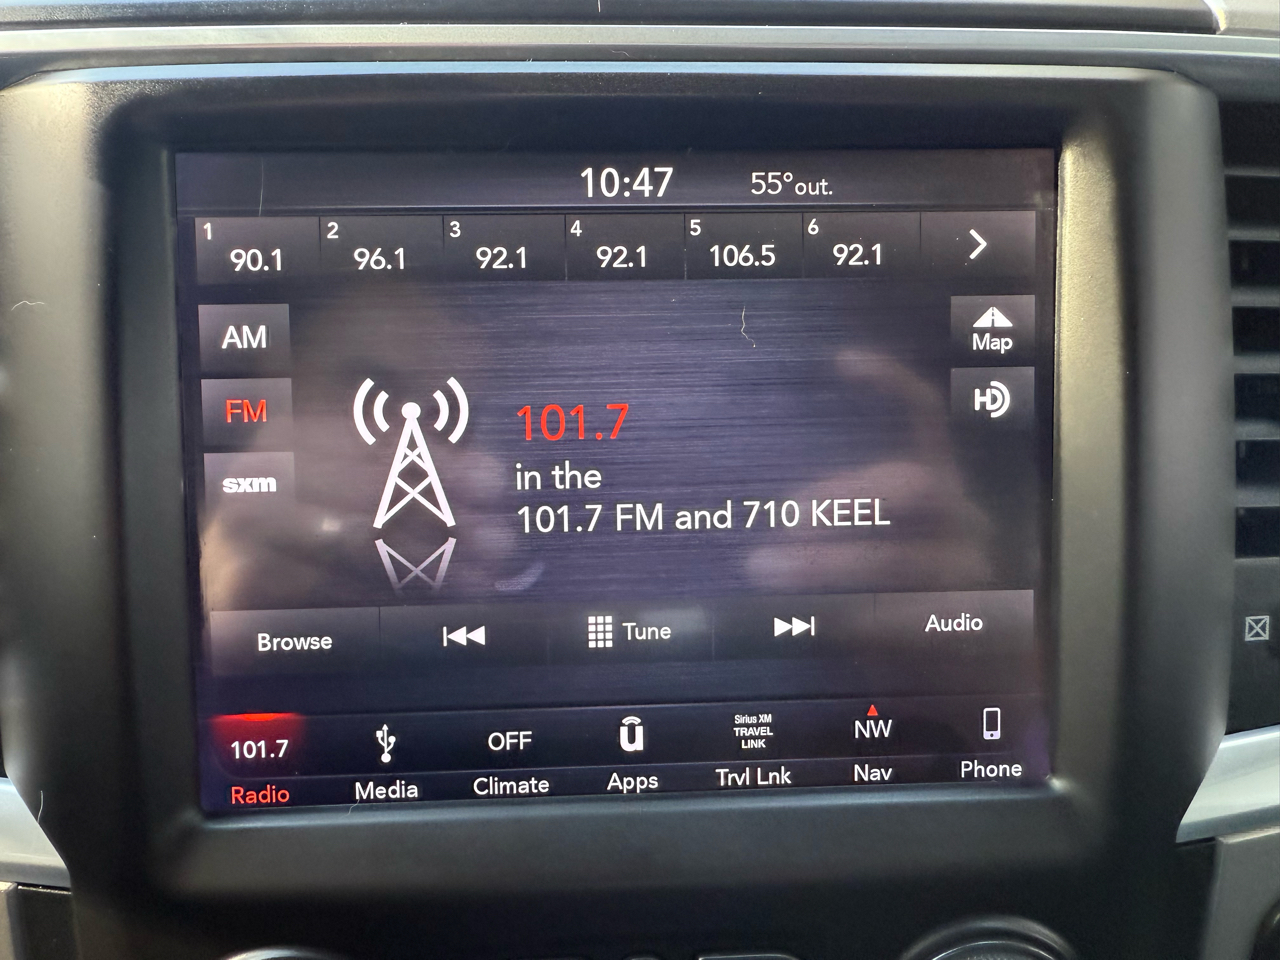 10:47 55°out.
1 90.1 2 96.1 3 92.1 4 92.1 5 106.5 6 92.1
AM
Map
FM
HD
101.7
sxm
in the
101.7 FM and 710 KEEL
Browse Tune Audio
101.7 OFF Sirius XM TRAVEL LINK NW
Radio Media Climate Apps Trvl Lnk Nav Phone